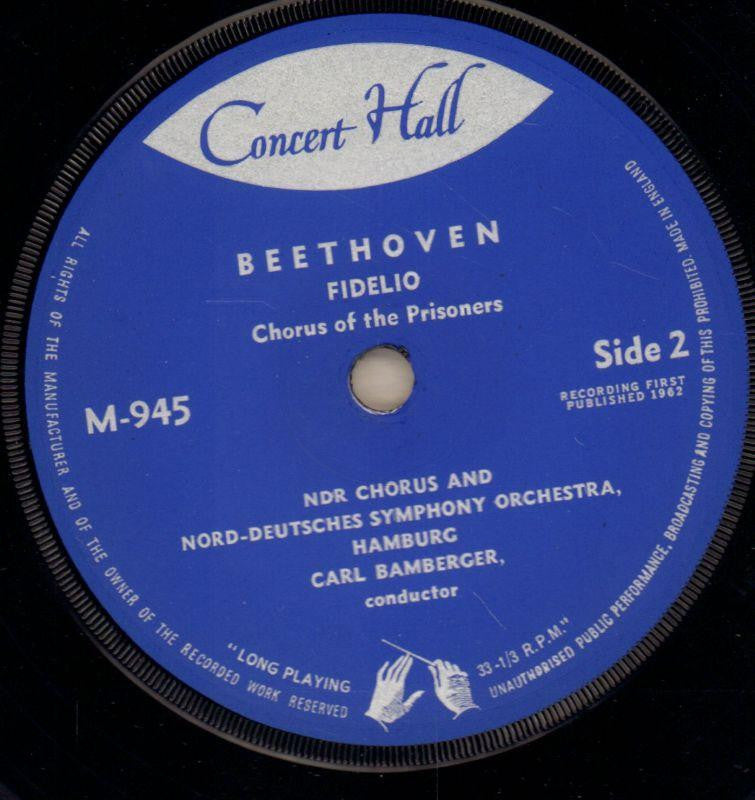 Concert Hall
BEETHOVEN
FIDELIO
Chorus of the Prisoners
Side 2
RECORDING FIRST
PUBLISHED 1962
M-945
NDR CHORUS AND
NORD-DEUTSCHES SYMPHONY ORCHESTRA,
HAMBURG
CARL BAMBERGER,
conductor
"LONG PLAYING
33-1/3 R.P.M."
ALL RIGHTS OF THE MANUFACTURER AND OF THE OWNER OF THE RECORDED WORK RESERVED
UNAUTHORISED PUBLIC PERFORMANCE, BROADCASTING AND COPYING OF THIS PROHIBITED. MADE IN ENGLAND